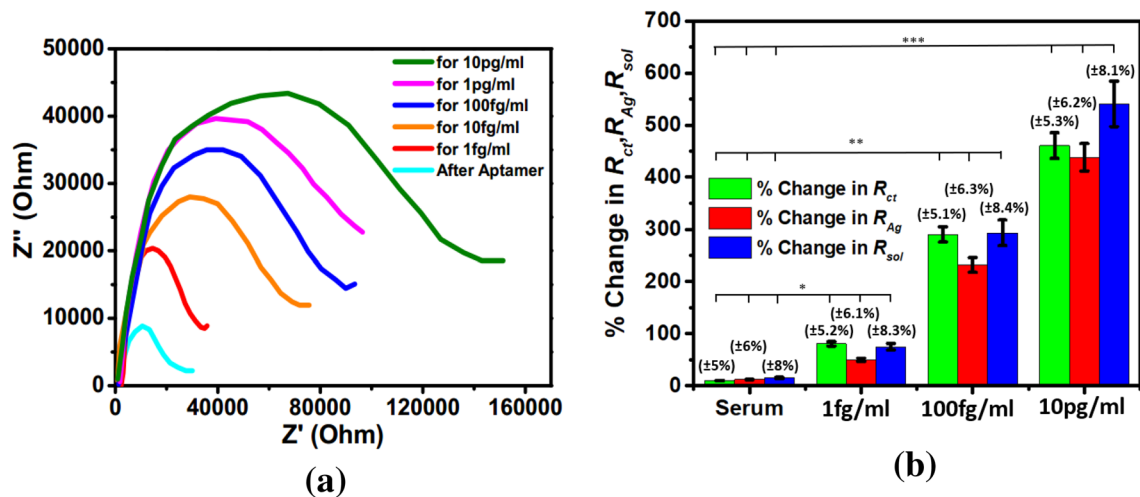 50000
40000
30000
20000
10000
0
Z'' (Ohm)
for 10pg/ml
for 1pg/ml
for 100fg/ml
for 10fg/ml
for 1fg/ml
After Aptamer
0 40000 80000 120000 160000
Z' (Ohm)
(a)
700
600
500
400
300
200
100
0
% Change in Rct,RAg,Rsol
***
**
*
% Change in Rct
% Change in RAg
% Change in Rsol
(±5%) (±6%) (±8%)
(±5.2%) (±6.1%) (±8.3%)
(±5.1%) (±6.3%) (±8.4%)
(±5.3%) (±6.2%) (±8.1%)
Serum 1fg/ml 100fg/ml 10pg/ml
(b)